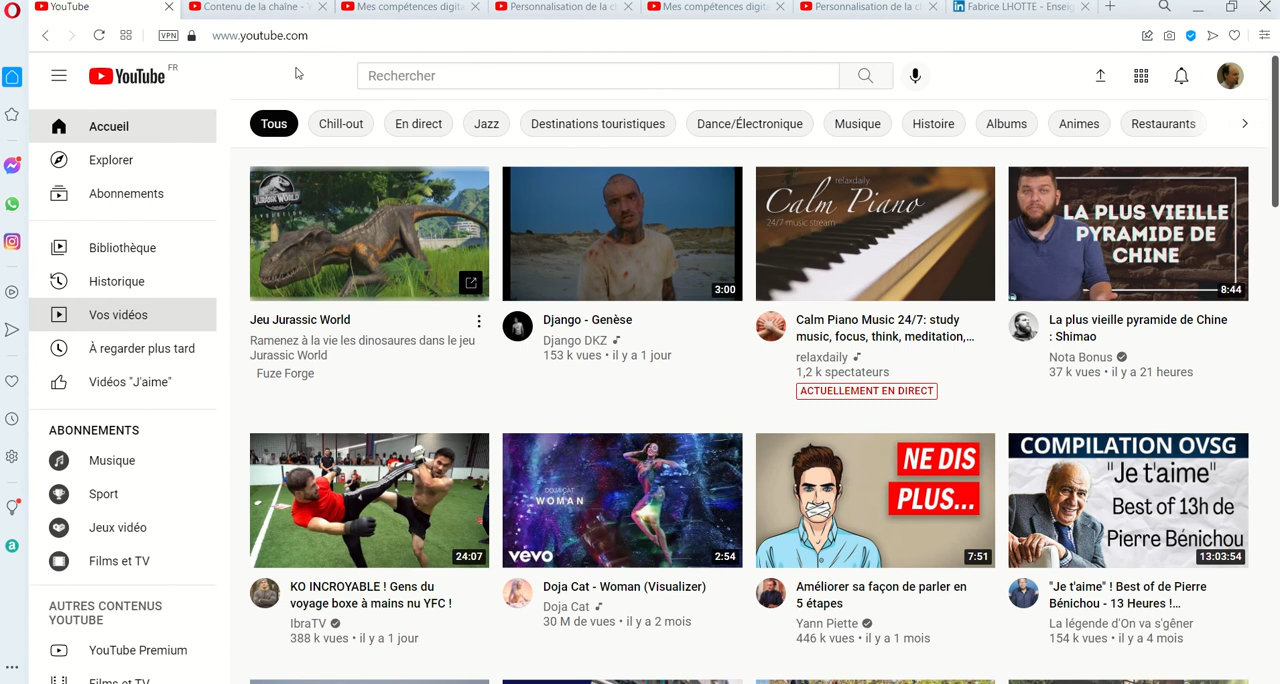 YouTube
Contenu de la chaîne - Y
Mes compétences digita
Personnalisation de la c
Mes compétences digita
Personnalisation de la c
Fabrice LHOTTE - Enseig
VPN
www.youtube.com
YouTube FR
Rechercher
Accueil
Explorer
Abonnements
Bibliothèque
Historique
Vos vidéos
À regarder plus tard
Vidéos "J'aime"
ABONNEMENTS
Musique
Sport
Jeux vidéo
Films et TV
AUTRES CONTENUS
YOUTUBE
YouTube Premium
Films et TV
Tous
Chill-out
En direct
Jazz
Destinations touristiques
Dance/Électronique
Musique
Histoire
Albums
Animes
Restaurants
JURASSIC WORLD
EVOLUTION
Jeu Jurassic World
Ramenez à la vie les dinosaures dans le jeu
Jurassic World
Fuze Forge
3:00
Django - Genèse
Django DKZ
153 k vues • il y a 1 jour
relaxdaily
Calm Piano
24/7 music stream
Calm Piano Music 24/7: study
music, focus, think, meditation,...
relaxdaily
1,2 k spectateurs
ACTUELLEMENT EN DIRECT
LA PLUS VIEILLE
PYRAMIDE DE
CHINE
8:44
La plus vieille pyramide de Chine
: Shimao
Nota Bonus
37 k vues • il y a 21 heures
24:07
KO INCROYABLE ! Gens du
voyage boxe à mains nu YFC !
IbraTV
388 k vues • il y a 1 jour
DOJA CAT
WOMAN
vevo
2:54
Doja Cat - Woman (Visualizer)
Doja Cat
30 M de vues • il y a 2 mois
NE DIS
PLUS...
7:51
Améliorer sa façon de parler en
5 étapes
Yann Piette
446 k vues • il y a 1 mois
COMPILATION OVSG
"Je t'aime"
Best of 13h de
Pierre Bénichou
13:03:54
"Je t'aime" ! Best of de Pierre
Bénichou - 13 Heures !...
La légende d'On va s'gêner
154 k vues • il y a 4 mois